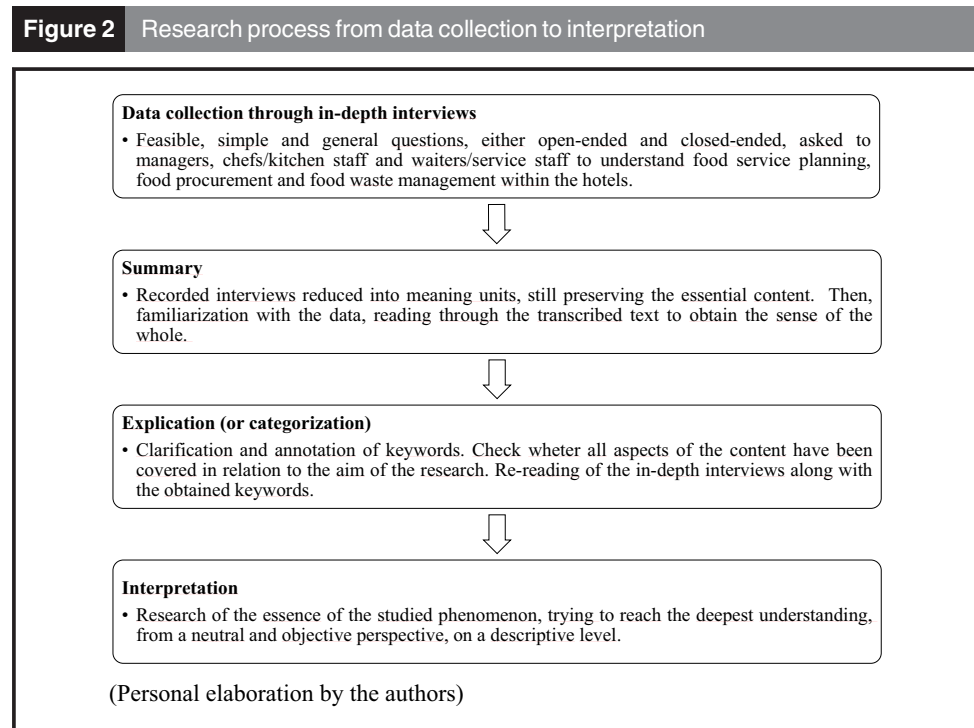 Figure 2 Research process from data collection to interpretation
Data collection through in-depth interviews
• Feasible, simple and general questions, either open-ended and closed-ended, asked to
managers, chefs/kitchen staff and waiters/service staff to understand food service planning,
food procurement and food waste management within the hotels.
Summary
• Recorded interviews reduced into meaning units, still preserving the essential content. Then,
familiarization with the data, reading through the transcribed text to obtain the sense of the
whole.
Explication (or categorization)
• Clarification and annotation of keywords. Check wheter all aspects of the content have been
covered in relation to the aim of the research. Re-reading of the in-depth interviews along with
the obtained keywords.
Interpretation
• Research of the essence of the studied phenomenon, trying to reach the deepest understanding,
from a neutral and objective perspective, on a descriptive level.
(Personal elaboration by the authors)